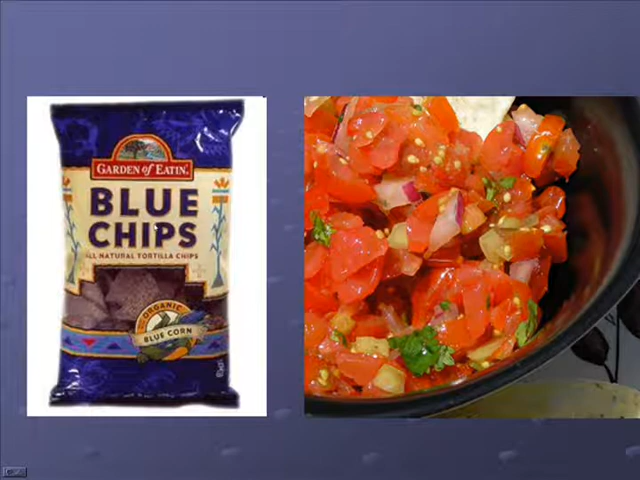 GARDEN of EATIN'
BLUE
CHIPS
ALL NATURAL TORTILLA CHIPS
ORGANIC
BLUE CORN